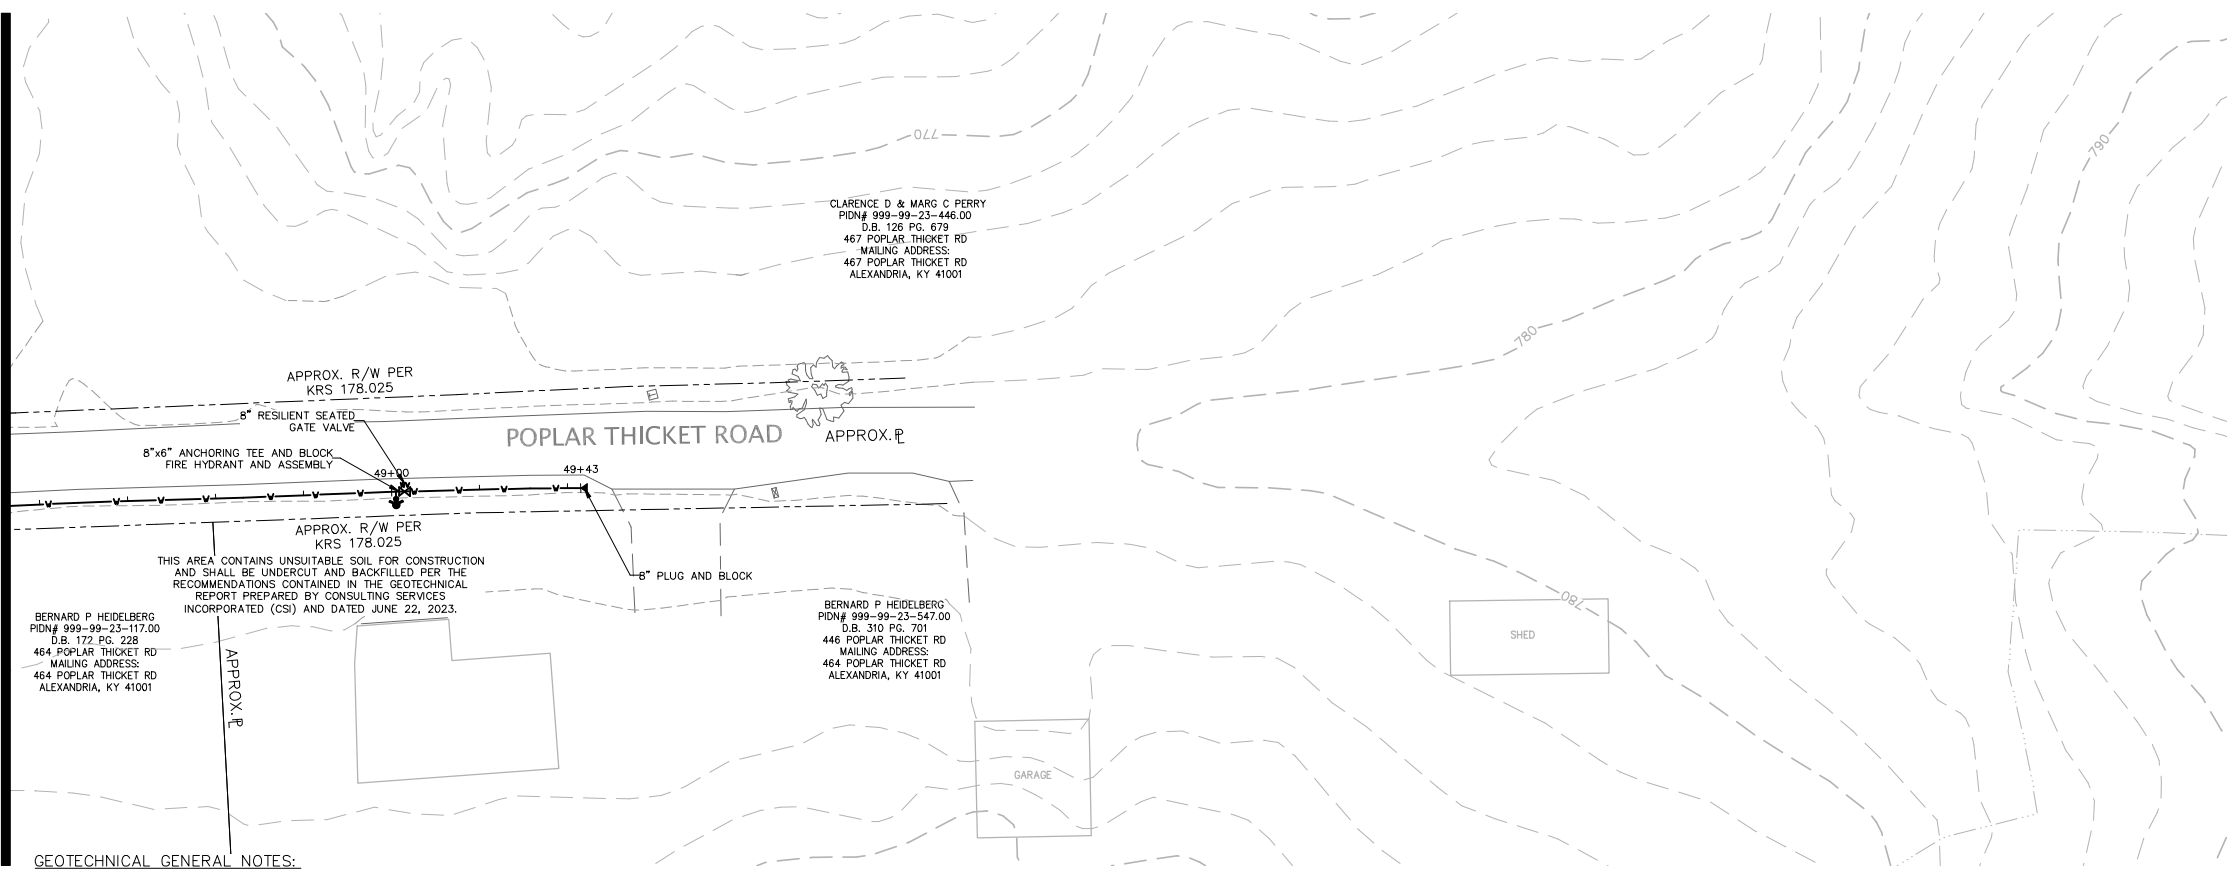 770
790
CLARENCE D & MARG C PERRY
PIDN# 999-99-23-446.00
D.B. 126 PG. 679
467 POPLAR THICKET RD
MAILING ADDRESS:
467 POPLAR THICKET RD
ALEXANDRIA, KY 41001
780
APPROX. R/W PER
KRS 178.025
8" RESILIENT SEATED
GATE VALVE
POPLAR THICKET ROAD
APPROX. PL
8"x6" ANCHORING TEE AND BLOCK
FIRE HYDRANT AND ASSEMBLY
49+00
49+43
W W W W W W W W W W W
APPROX. R/W PER
KRS 178.025
THIS AREA CONTAINS UNSUITABLE SOIL FOR CONSTRUCTION
AND SHALL BE UNDERCUT AND BACKFILLED PER THE
RECOMMENDATIONS CONTAINED IN THE GEOTECHNICAL
REPORT PREPARED BY CONSULTING SERVICES
INCORPORATED (CSI) AND DATED JUNE 22, 2023.
8" PLUG AND BLOCK
BERNARD P HEIDELBERG
PIDN# 999-99-23-117.00
D.B. 172 PG. 228
464 POPLAR THICKET RD
MAILING ADDRESS:
464 POPLAR THICKET RD
ALEXANDRIA, KY 41001
APPROX. PL
BERNARD P HEIDELBERG
PIDN# 999-99-23-547.00
D.B. 310 PG. 701
446 POPLAR THICKET RD
MAILING ADDRESS:
464 POPLAR THICKET RD
ALEXANDRIA, KY 41001
780
SHED
GARAGE
GEOTECHNICAL GENERAL NOTES: